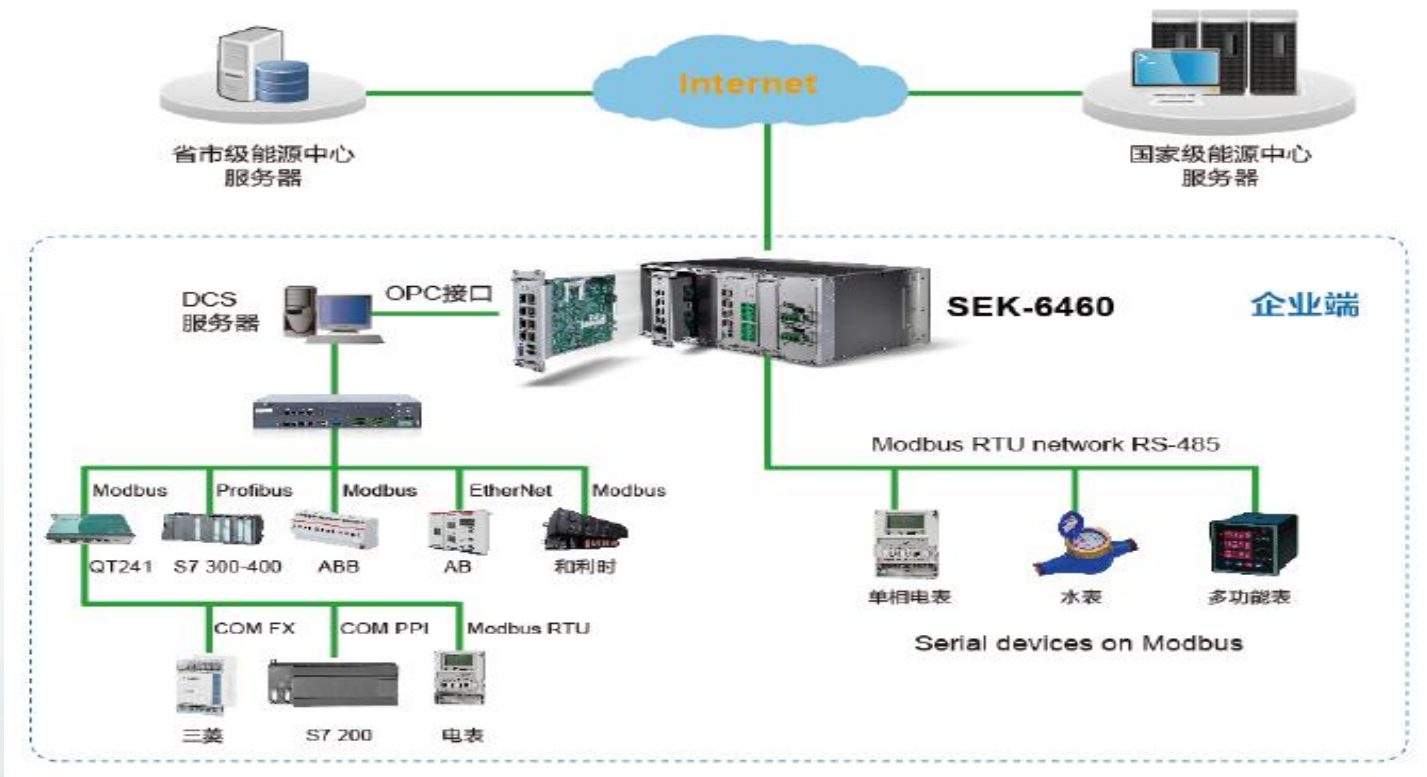 Internet
省市级能源中心
服务器
国家级能源中心
服务器
DCS
服务器
OPC接口
SEK-6460
企业端
Modbus RTU network RS-485
Modbus
Profibus
Modbus
EtherNet
Modbus
QT241
S7 300-400
ABB
AB
和利时
单相电表
水表
多功能表
COM FX
COM PPI
Modbus RTU
Serial devices on Modbus
三菱
S7 200
电表